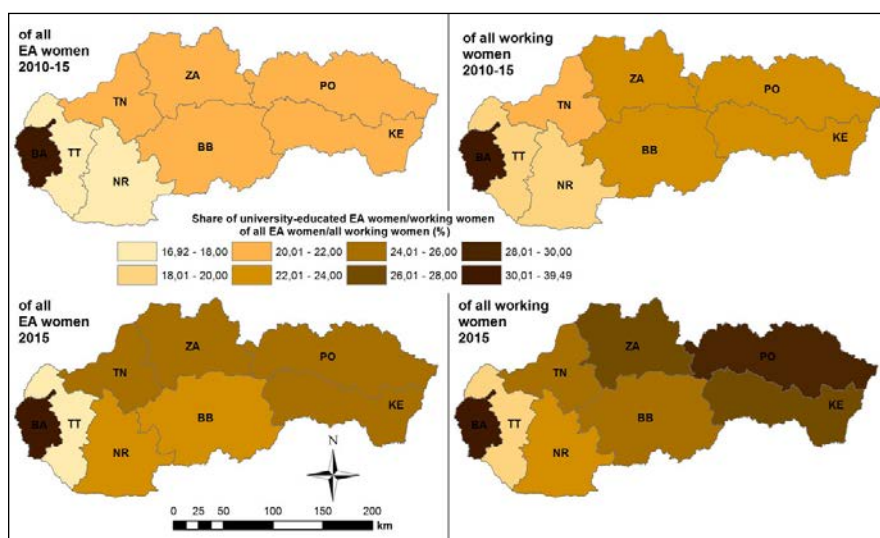 of all
EA women
2010-15
ZA
PO
TN
KE
BA
TT
BB
NR
of all working
women
2010-15
ZA
PO
TN
KE
BA
TT
BB
NR
Share of university-educated EA women/working women
of all EA women/all working women (%)
16,92 - 18,00
20,01 - 22,00
24,01 - 26,00
28,01 - 30,00
18,01 - 20,00
22,01 - 24,00
26,01 - 28,00
30,01 - 39,49
of all
EA women
2015
ZA
PO
TN
KE
BA
TT
BB
NR
N
0 25 50 100 150 200
km
of all working
women
2015
ZA
PO
TN
KE
BA
TT
BB
NR